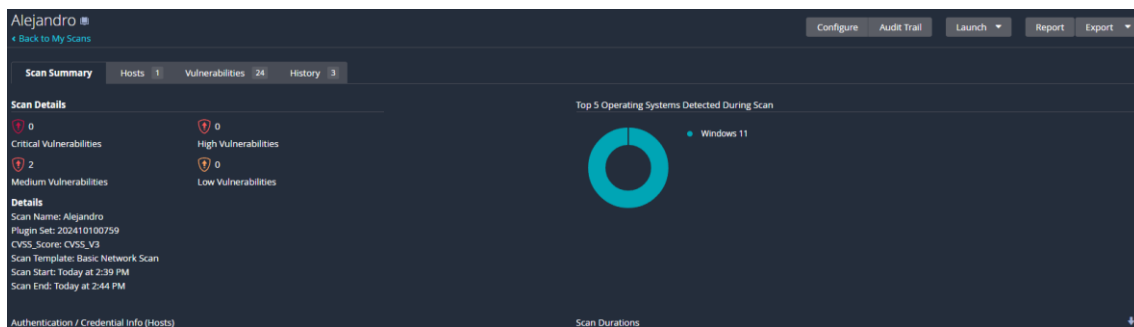 Alejandro
Configure Audit Trail Launch Report Export
< Back to My Scans
Scan Summary Hosts 1 Vulnerabilities 24 History 3
Scan Details
0
Critical Vulnerabilities
0
High Vulnerabilities
2
Medium Vulnerabilities
0
Low Vulnerabilities
Details
Scan Name: Alejandro
Plugin Set: 202410100759
CVSS_Score: CVSS_V3
Scan Template: Basic Network Scan
Scan Start: Today at 2:39 PM
Scan End: Today at 2:44 PM
Authentication / Credential Info (Hosts)
Top 5 Operating Systems Detected During Scan
Windows 11
Scan Durations